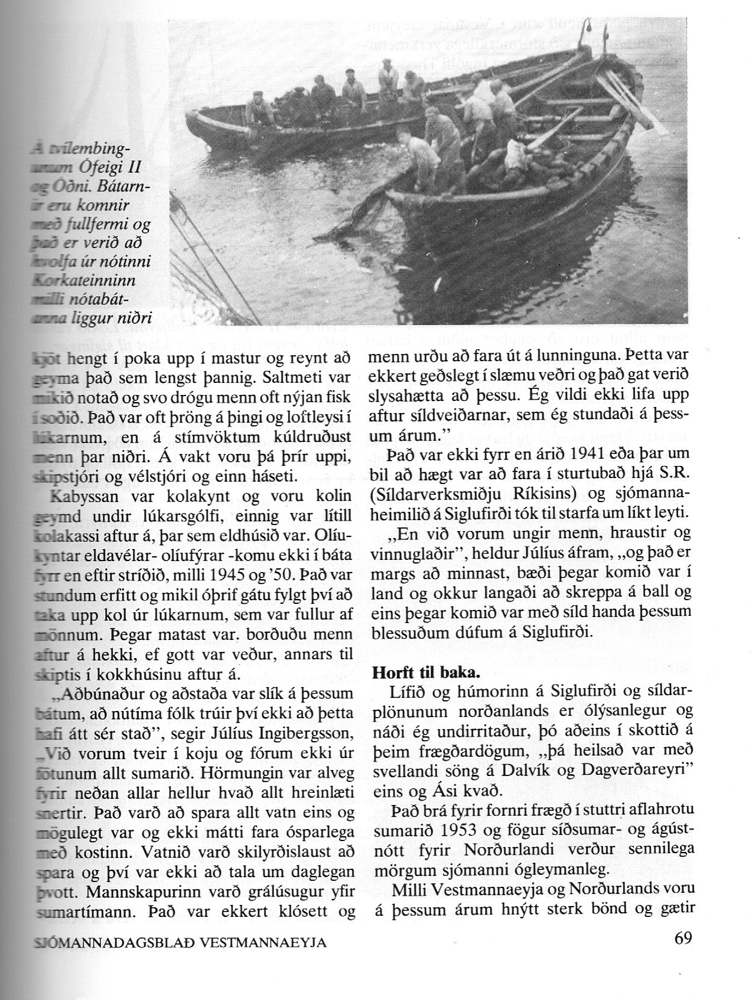 Á tvílembing-
unum Ófeigi II
og Óðni. Bátarn-
ir eru komnir
með fullfermi og
það er verið að
hvolfa úr nótinni
Korkateinninn
milli nótabát-
anna liggur niðri
kjöt hengt í poka upp í mastur og reynt að
geyma það sem lengst þannig. Saltmeti var
mikið notað og svo drógu menn oft nýjan fisk
í soðið. Það var oft þröng á þingi og loftleysi í
lúkarnum, en á stímvöktum kúldruðust
menn þar niðri. Á vakt voru þá þrír uppi,
skipstjóri og vélstjóri og einn háseti.
Kabyssan var kolakynt og voru kolin
geymd undir lúkarsgólfi, einnig var lítill
kolakassi aftur á, þar sem eldhúsið var. Olíu-
kyntar eldavélar- olíufýrar -komu ekki í báta
fyrr en eftir stríðið, milli 1945 og '50. Það var
stundum erfitt og mikil óþrif gátu fylgt því að
taka upp kol úr lúkarnum, sem var fullur af
mönnum. Þegar matast var. borðuðu menn
aftur á hekki, ef gott var veður, annars til
skiptis í kokkhúsinu aftur á.
„Aðbúnaður og aðstaða var slík á þessum
bátum, að nútíma fólk trúir því ekki að þetta
hafi átt sér stað”, segir Júlíus Ingibergsson,
„Við vorum tveir í koju og fórum ekki úr
fötunum allt sumarið. Hörmungin var alveg
fyrir neðan allar hellur hvað allt hreinlæti
snertir. Það varð að spara allt vatn eins og
mögulegt var og ekki mátti fara ósparlega
með kostinn. Vatnið varð skilyrðislaust að
spara og því var ekki að tala um daglegan
þvott. Mannskapurinn varð grálúsugur yfir
sumartímann. Það var ekkert klósett og
menn urðu að fara út á lunninguna. Þetta var
ekkert geðslegt í slæmu veðri og það gat verið
slysahætta að þessu. Ég vildi ekki lifa upp
aftur síldveiðarnar, sem ég stundaði á þess-
um árum.”
Það var ekki fyrr en árið 1941 eða þar um
bil að hægt var að fara í sturtubað hjá S.R.
(Síldarverksmiðju Ríkisins) og sjómanna-
heimilið á Siglufirði tók til starfa um líkt leyti.
„En við vorum ungir menn, hraustir og
vinnuglaðir”, heldur Júlíus áfram, „og það er
margs að minnast, bæði þegar komið var í
land og okkur langaði að skreppa á ball og
eins þegar komið var með síld handa þessum
blessuðum dúfum á Siglufirði.
Horft til baka.
Lífið og húmorinn á Siglufirði og síldar-
plönunum norðanlands er ólýsanlegur og
náði ég undirritaður, þó aðeins í skottið á
þeim frægðardögum, „þá heilsað var með
svellandi söng á Dalvík og Dagverðareyri”
eins og Ási kvað.
Það brá fyrir fornri frægð í stuttri aflahrotu
sumarið 1953 og fögur síðsumar- og ágúst-
nótt fyrir Norðurlandi verður sennilega
mörgum sjómanni ógleymanleg.
Milli Vestmannaeyja og Norðurlands voru
á þessum árum hnýtt sterk bönd og gætir
SJÓMANNADAGSBLAÐ VESTMANNAEYJA
69